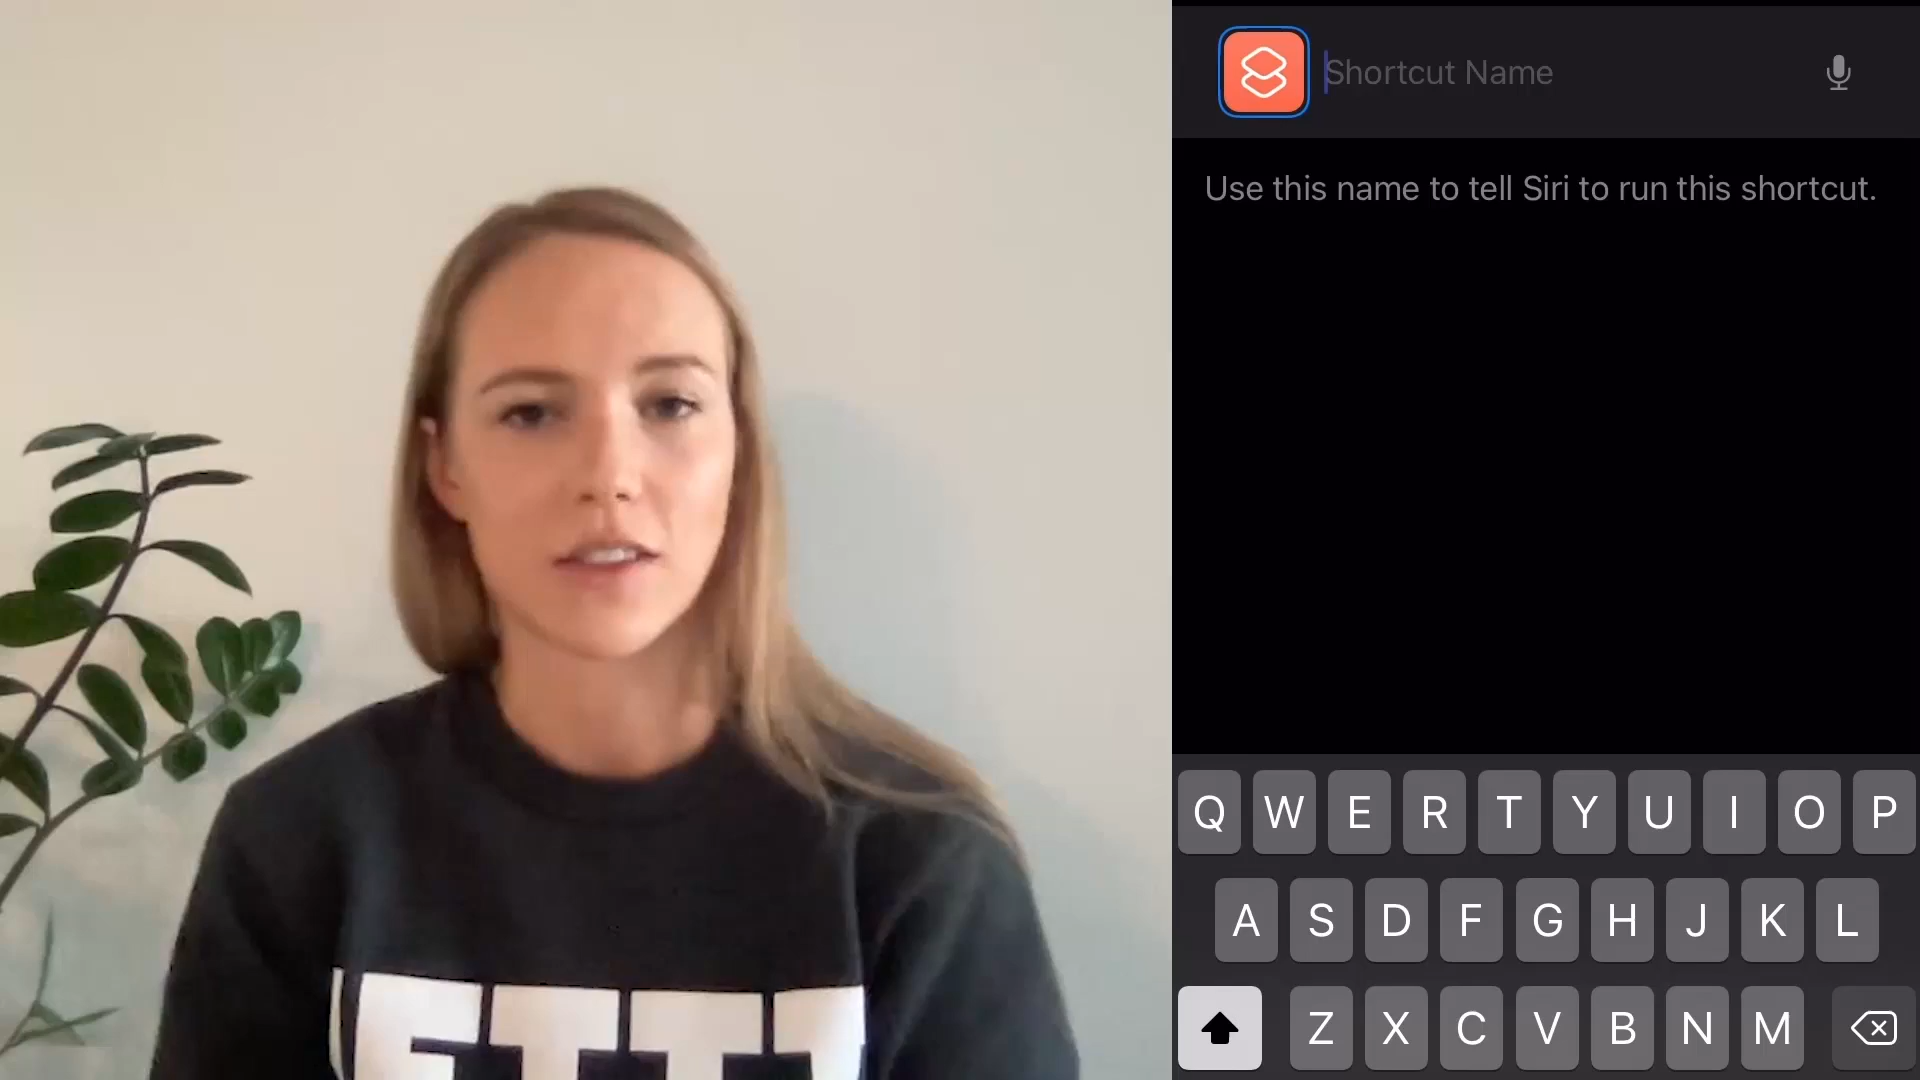 Shortcut Name
Use this name to tell Siri to run this shortcut.
Q W E R T Y U I O P
A S D F G H J K L
Z X C V B N M